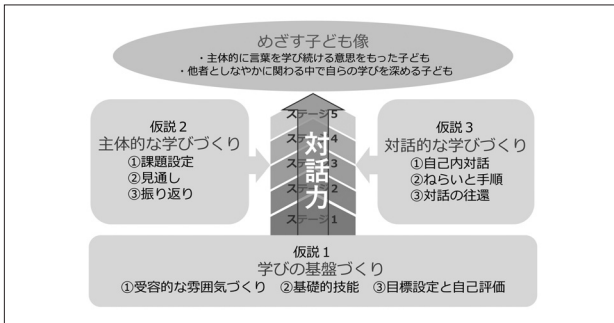 めざす子ども像
・主体的に言葉を学び続ける意思をもった子ども
・他者としなやかに関わる中で自らの学びを深める子ども
仮説2
主体的な学びづくり
①課題設定
②見通し
③振り返り
ステージ5
ステージ4
ステージ3
ステージ2
ステージ1
対話力
仮説3
対話的な学びづくり
①自己内対話
②ねらいと手順
③対話の往還
仮説1
学びの基盤づくり
①受容的な雰囲気づくり ②基礎的技能 ③目標設定と自己評価